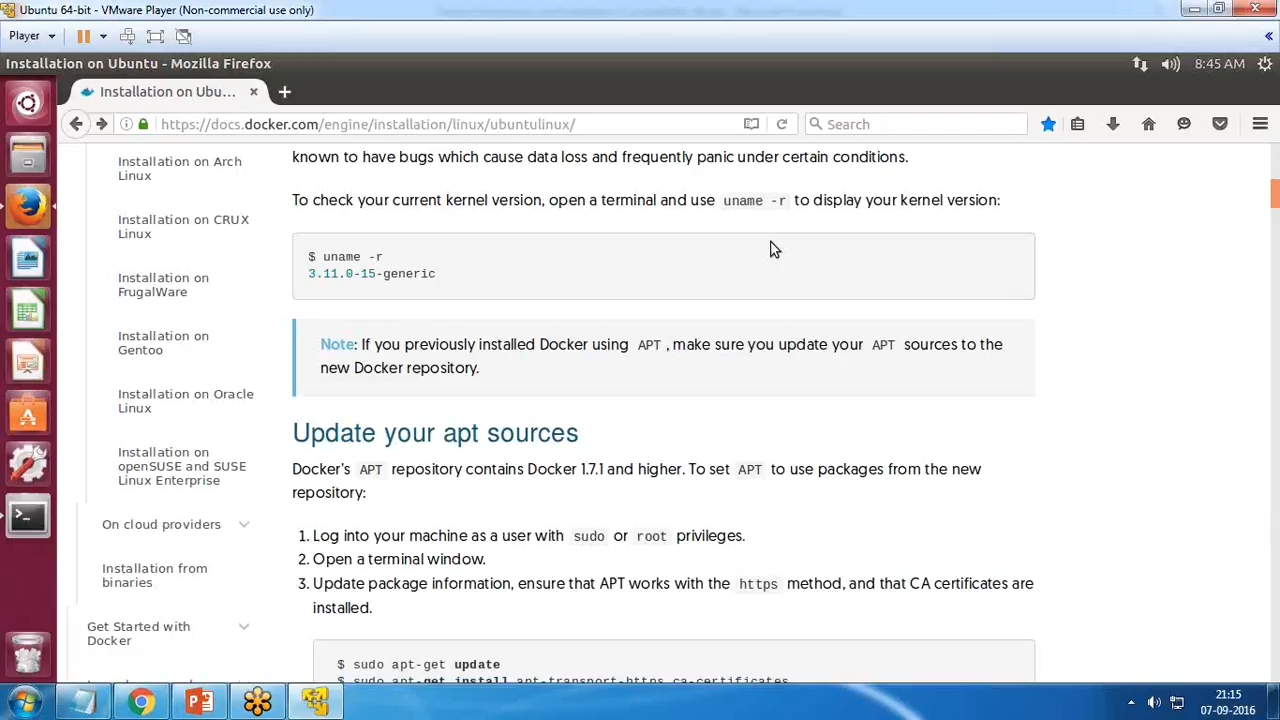 Ubuntu 64-bit - VMware Player (Non-commercial use only)
Player
Installation on Ubuntu - Mozilla Firefox
8:45 AM
Installation on Ubu...
https://docs.docker.com/engine/installation/linux/ubuntulinux/
Search
Installation on Arch
Linux
Installation on CRUX
Linux
Installation on
FrugalWare
Installation on
Gentoo
Installation on Oracle
Linux
Installation on
openSUSE and SUSE
Linux Enterprise
On cloud providers
Installation from
binaries
Get Started with
Docker
known to have bugs which cause data loss and frequently panic under certain conditions.
To check your current kernel version, open a terminal and use uname -r to display your kernel version:
$ uname -r
3.11.0-15-generic
Note: If you previously installed Docker using APT , make sure you update your APT sources to the
new Docker repository.
Update your apt sources
Docker's APT repository contains Docker 1.7.1 and higher. To set APT to use packages from the new
repository:
1. Log into your machine as a user with sudo or root privileges.
2. Open a terminal window.
3. Update package information, ensure that APT works with the https method, and that CA certificates are
installed.
$ sudo apt-get update
$ sudo apt-get install apt-transport-https ca-certificates
21:15
07-09-2016